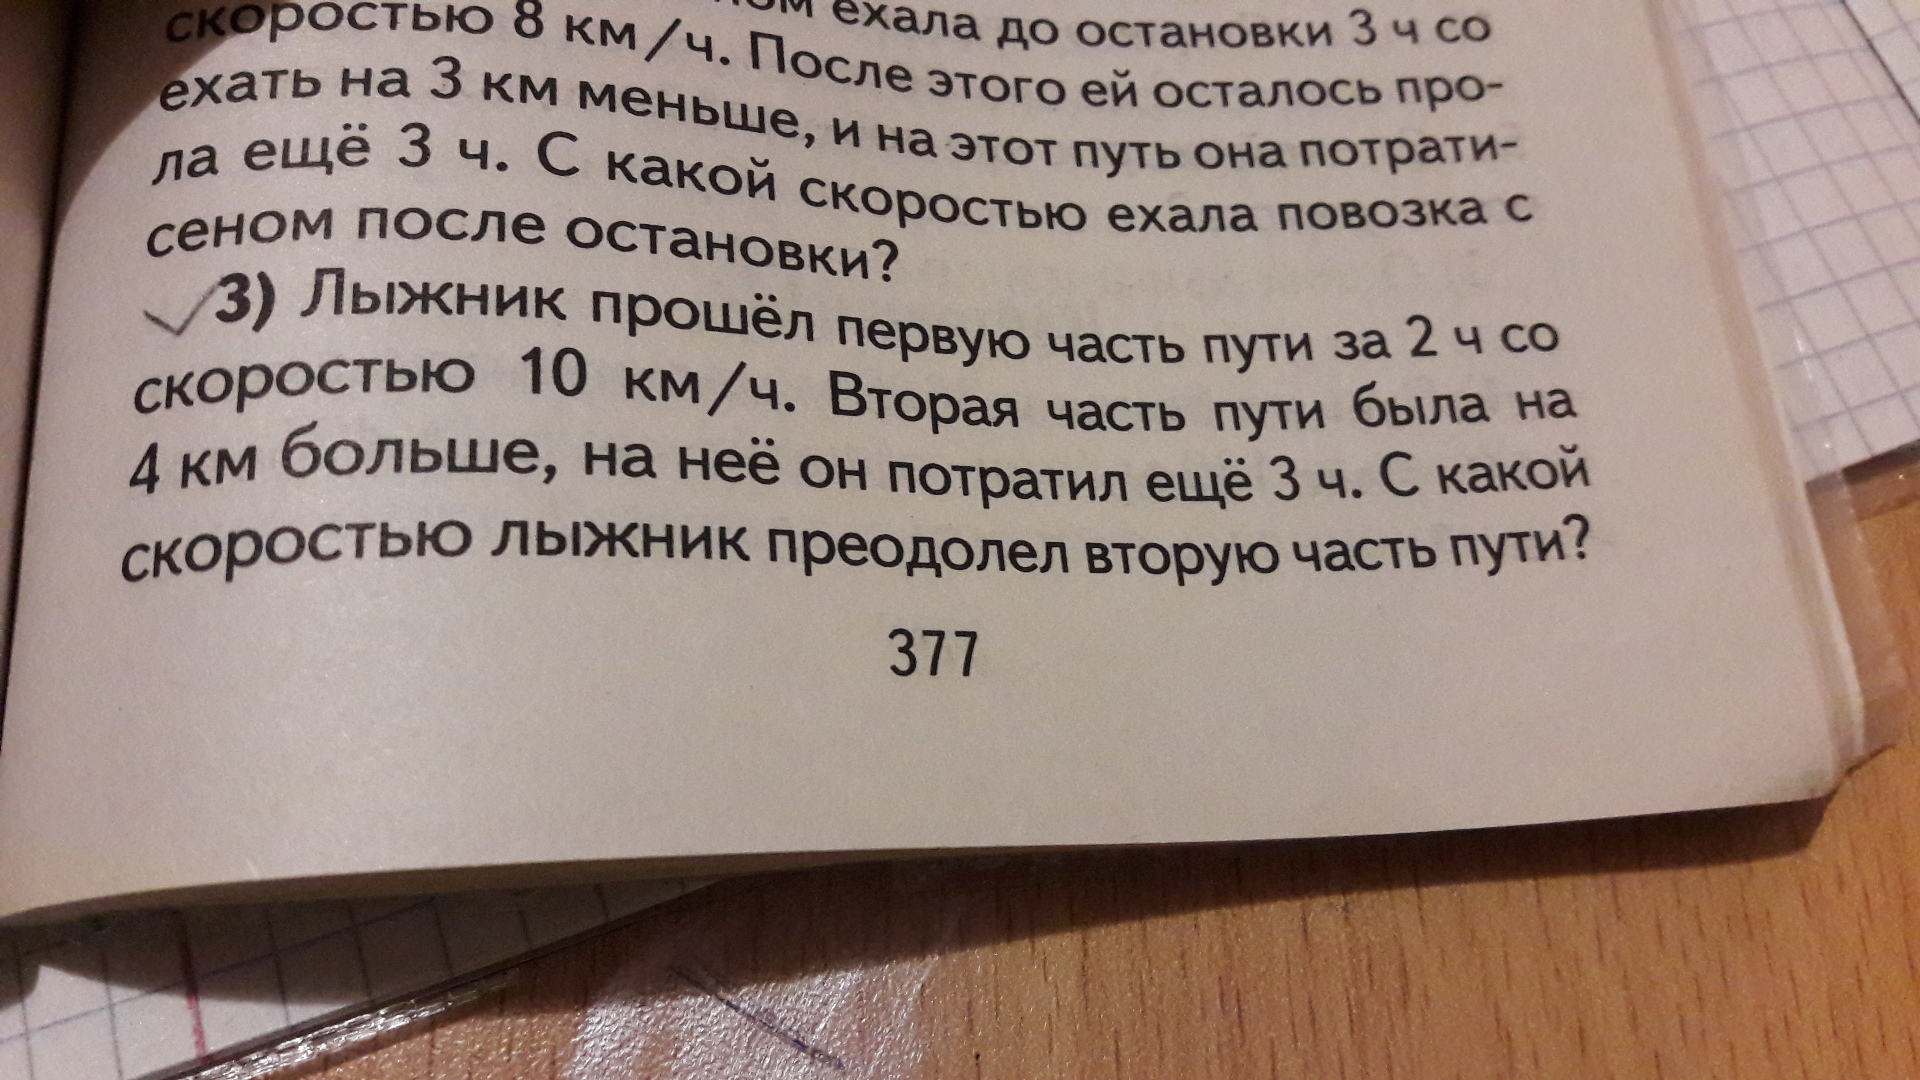 ехала до остановки 3 ч со
скоростью 8 км/ч. После этого ей осталось про-
ехать на 3 км меньше, и на этот путь она потрати-
ла ещё 3 ч. С какой скоростью ехала повозка с
сеном после остановки?
3) Лыжник прошёл первую часть пути за 2 ч со
скоростью 10 км/ч. Вторая часть пути была на
4 км больше, на неё он потратил ещё 3 ч. С какой
скоростью лыжник преодолел вторую часть пути?
377